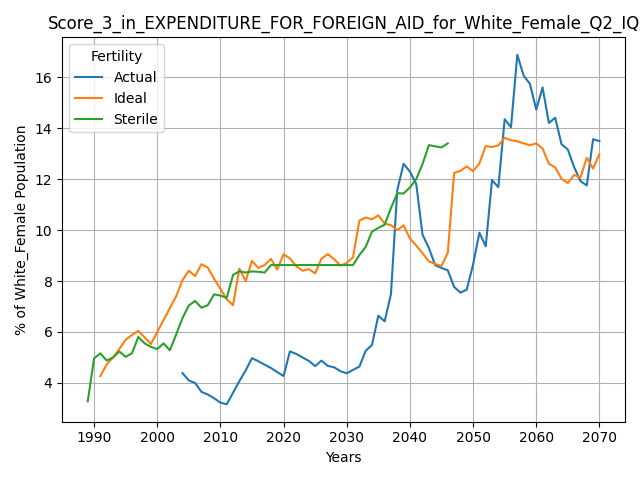 Score_3_in_EXPENDITURE_FOR_FOREIGN_AID_for_White_Female_Q2_IQ
Fertility
Actual
Ideal
Sterile
% of White_Female Population
16
14
12
10
8
6
4
1990 2000 2010 2020 2030 2040 2050 2060 2070
Years